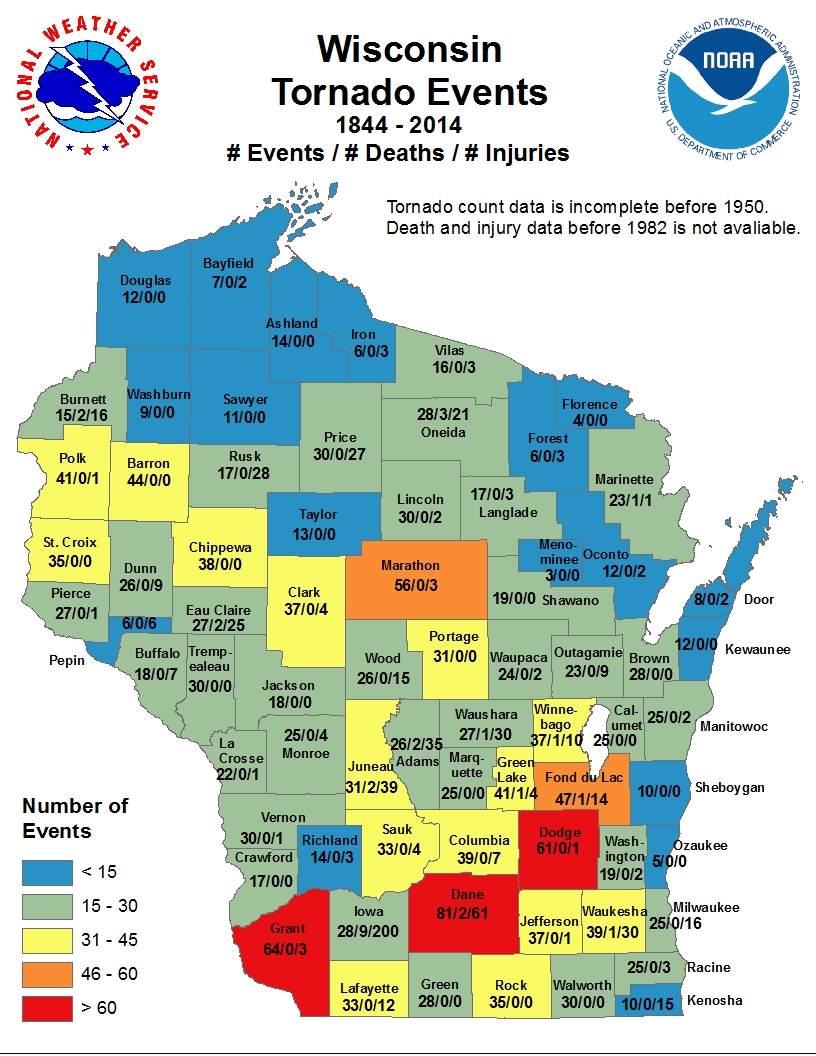 NATIONAL WEATHER SERVICE
Wisconsin
Tornado Events
1844 - 2014
# Events / # Deaths / # Injuries
NATIONAL OCEANIC AND ATMOSPHERIC ADMINISTRATION
NOAA
U.S. DEPARTMENT OF COMMERCE
Tornado count data is incomplete before 1950.
Death and injury data before 1982 is not avaliable.
Douglas
12/0/0
Bayfield
7/0/2
Ashland
14/0/0
Iron
6/0/3
Vilas
16/0/3
Burnett
15/2/16
Washburn
9/0/0
Sawyer
11/0/0
Florence
4/0/0
28/3/21
Oneida
Forest
6/0/3
Price
30/0/27
Polk
41/0/1
Barron
44/0/0
Rusk
17/0/28
Marinette
23/1/1
Lincoln
30/0/2
17/0/3
Langlade
Taylor
13/0/0
St. Croix
35/0/0
Chippewa
38/0/0
Dunn
26/0/9
Marathon
56/0/3
Meno-
minee
3/0/0
Oconto
12/0/2
Pierce
27/0/1
Clark
37/0/4
19/0/0 Shawano
8/0/2 Door
6/0/6
Pepin
Eau Claire
27/2/25
Portage
31/0/0
12/0/0 Kewaunee
Buffalo
18/0/7
Tremp-
ealeau
30/0/0
Wood
26/0/15
Waupaca
24/0/2
Outagamie
23/0/9
Brown
28/0/0
Jackson
18/0/0
25/0/4
Monroe
La
Crosse
22/0/1
Juneau
31/2/39
26/2/35
Adams
Waushara
27/1/30
Winne-
bago
37/1/10
Cal-
umet
25/0/0
25/0/2
Manitowoc
Marq-
uette
25/0/0
Green
Lake
41/1/4
Fond du Lac
47/1/14
10/0/0 Sheboygan
Vernon
30/0/1
Richland
14/0/3
Sauk
33/0/4
Columbia
39/0/7
Dodge
61/0/1
Wash-
ington
19/0/2
Ozaukee
5/0/0
Crawford
17/0/0
Grant
64/0/3
Iowa
28/9/200
Dane
81/2/61
Jefferson
37/0/1
Waukesha
39/1/30
Milwaukee
25/0/16
Lafayette
33/0/12
Green
28/0/0
Rock
35/0/0
Walworth
30/0/0
25/0/3 Racine
10/0/15 Kenosha
Number of
Events
< 15
15 - 30
31 - 45
46 - 60
> 60